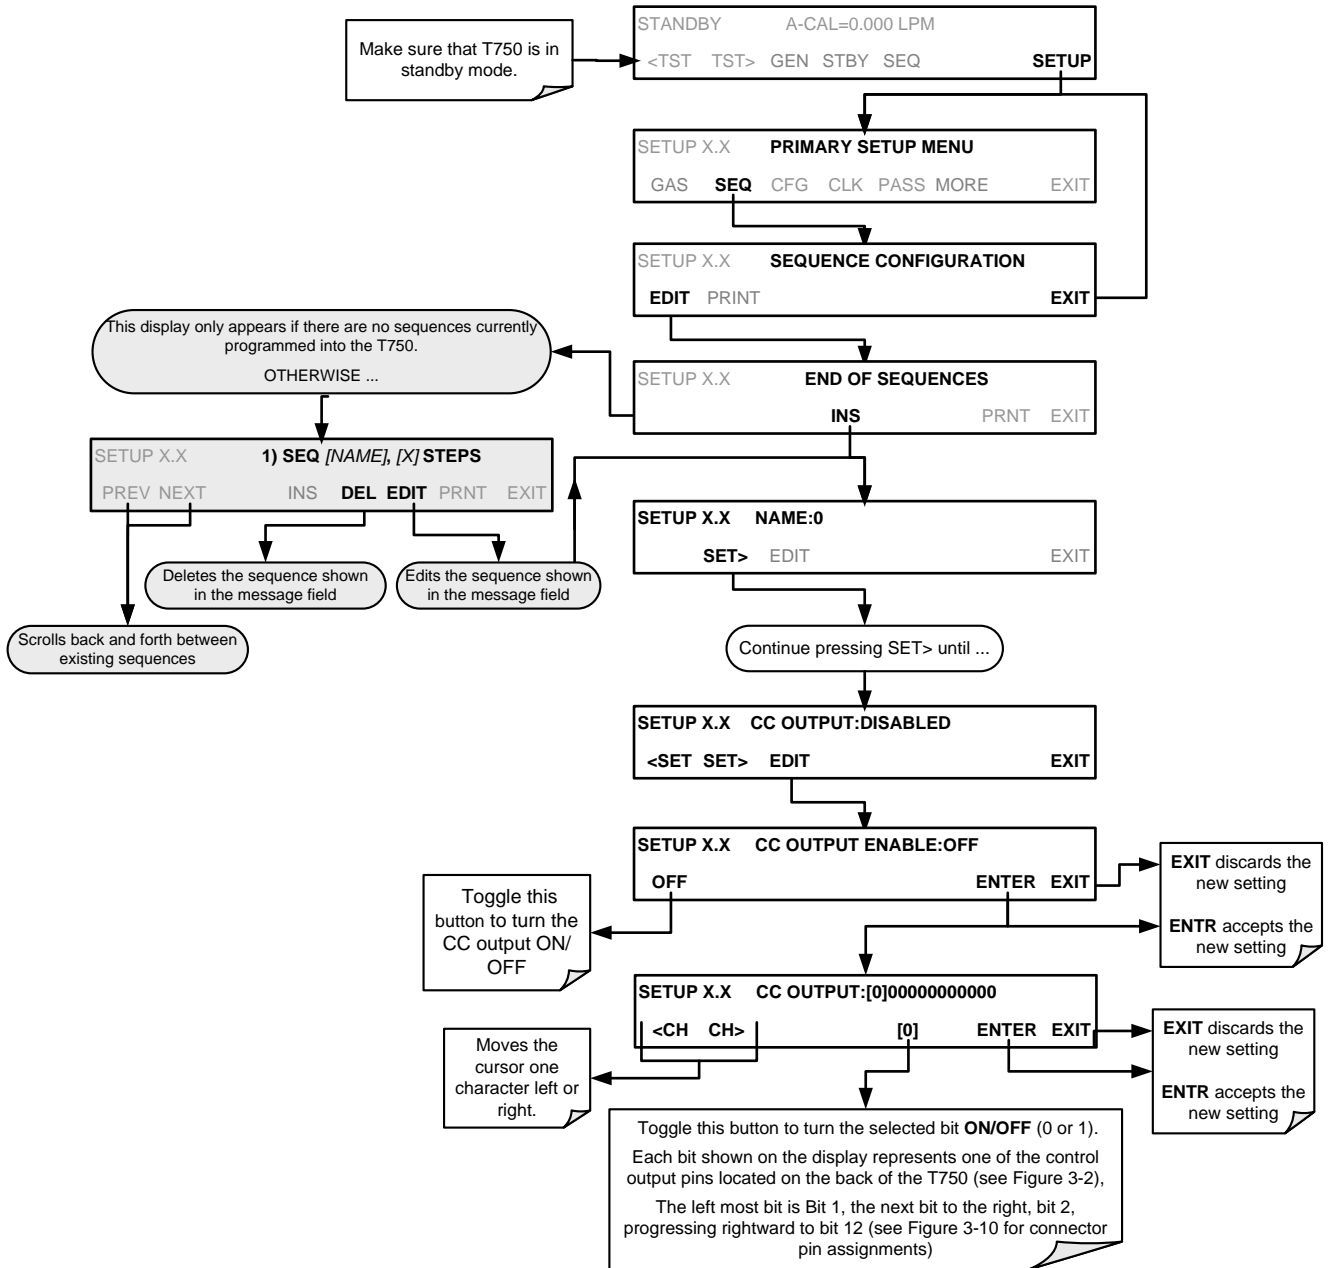 Make sure that T750 is in
standby mode.
STANDBY A-CAL=0.000 LPM
<TST TST> GEN STBY SEQ SETUP
SETUP X.X PRIMARY SETUP MENU
GAS SEQ CFG CLK PASS MORE EXIT
SETUP X.X SEQUENCE CONFIGURATION
EDIT PRINT EXIT
This display only appears if there are no sequences currently
programmed into the T750.
OTHERWISE ...
SETUP X.X END OF SEQUENCES
INS PRNT EXIT
SETUP X.X 1) SEQ [NAME], [X] STEPS
PREV NEXT INS DEL EDIT PRNT EXIT
Deletes the sequence shown
in the message field
Edits the sequence shown
in the message field
Scrolls back and forth between
existing sequences
SETUP X.X NAME:0
SET> EDIT EXIT
Continue pressing SET> until ...
SETUP X.X CC OUTPUT:DISABLED
<SET SET> EDIT EXIT
SETUP X.X CC OUTPUT ENABLE:OFF
OFF ENTER EXIT
Toggle this
button to turn the
CC output ON/
OFF
EXIT discards the
new setting
ENTR accepts the
new setting
SETUP X.X CC OUTPUT:[0]00000000000
<CH CH> [0] ENTER EXIT
Moves the
cursor one
character left or
right.
EXIT discards the
new setting
ENTR accepts the
new setting
Toggle this button to turn the selected bit ON/OFF (0 or 1).
Each bit shown on the display represents one of the control
output pins located on the back of the T750 (see Figure 3-2),
The left most bit is Bit 1, the next bit to the right, bit 2,
progressing rightward to bit 12 (see Figure 3-10 for connector
pin assignments)